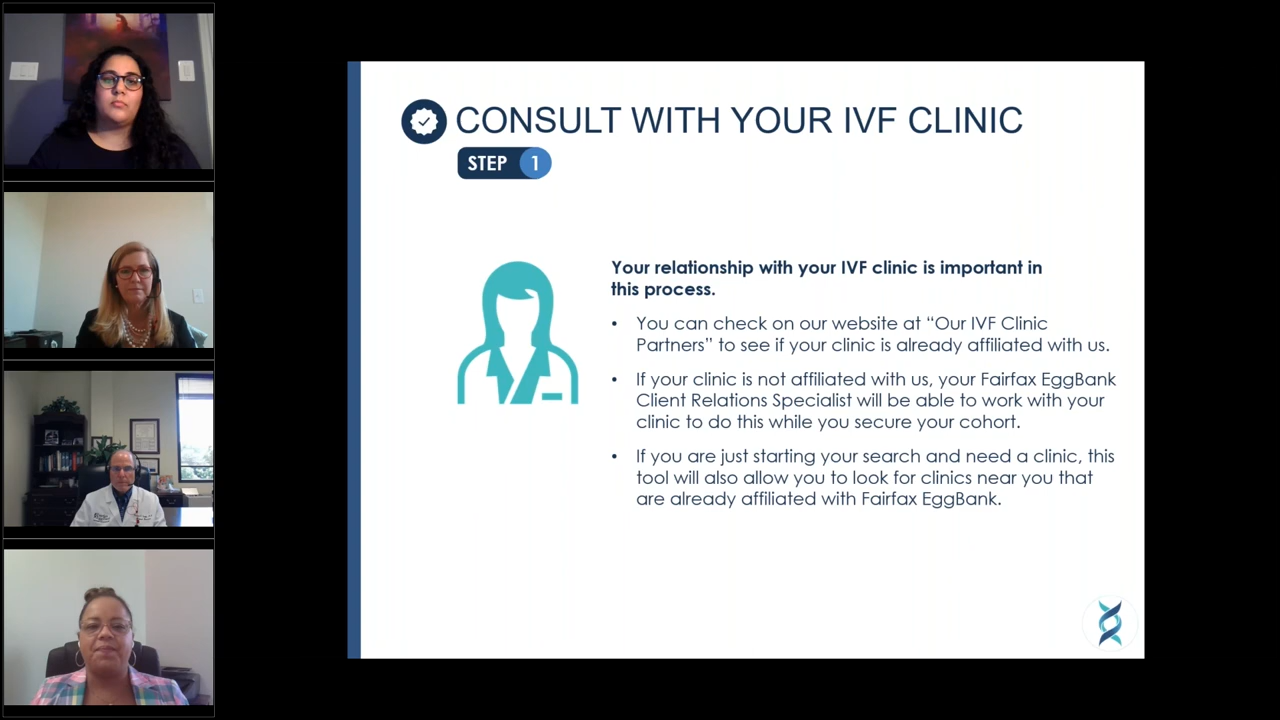 CONSULT WITH YOUR IVF CLINIC
STEP 1
Your relationship with your IVF clinic is important in
this process.
• You can check on our website at “Our IVF Clinic
Partners” to see if your clinic is already affiliated with us.
• If your clinic is not affiliated with us, your Fairfax EggBank
Client Relations Specialist will be able to work with your
clinic to do this while you secure your cohort.
• If you are just starting your search and need a clinic, this
tool will also allow you to look for clinics near you that
are already affiliated with Fairfax EggBank.